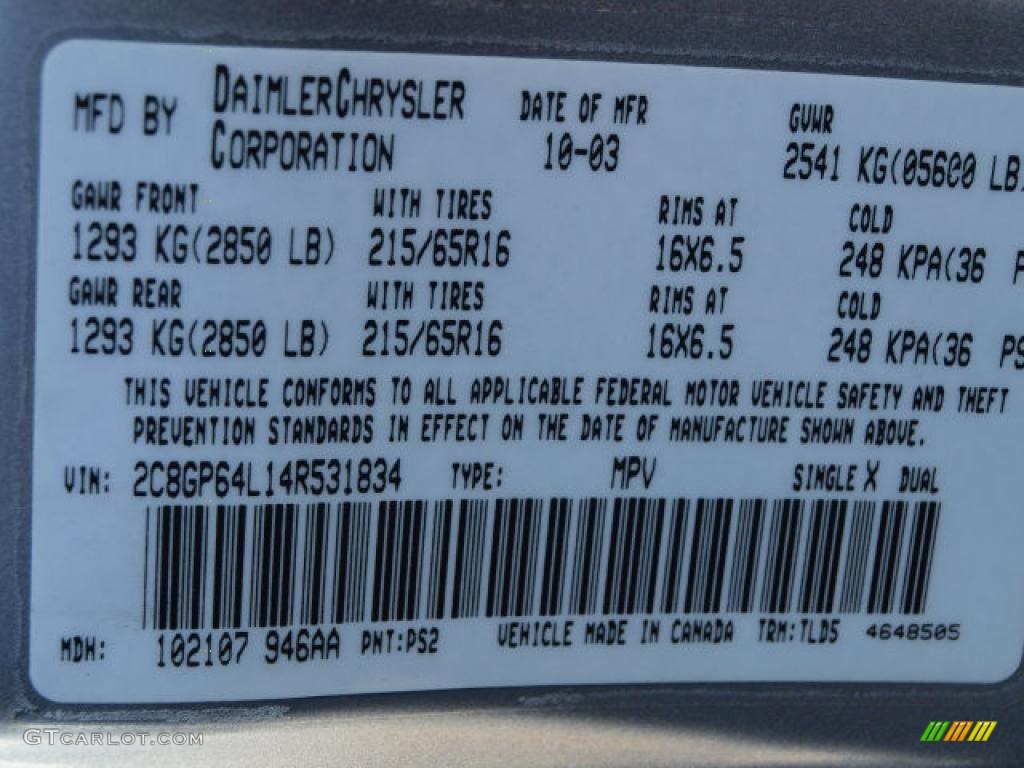 MFD BY DAIMLERCHRYSLER CORPORATION DATE OF MFR 10-03 GVWR 2541 KG(05600 LB)
GAWR FRONT WITH TIRES RIMS AT COLD
1293 KG(2850 LB) 215/65R16 16X6.5 248 KPA(36 P
GAWR REAR WITH TIRES RIMS AT COLD
1293 KG(2850 LB) 215/65R16 16X6.5 248 KPA(36 PS
THIS VEHICLE CONFORMS TO ALL APPLICABLE FEDERAL MOTOR VEHICLE SAFETY AND THEFT
PREVENTION STANDARDS IN EFFECT ON THE DATE OF MANUFACTURE SHOWN ABOVE.
VIN: 2C8GP64L14R531834 TYPE: MPV SINGLE X DUAL
MDH: 102107 946AA PNT:PS2 VEHICLE MADE IN CANADA TRM:TLD5 4648505
GTCarLot.com